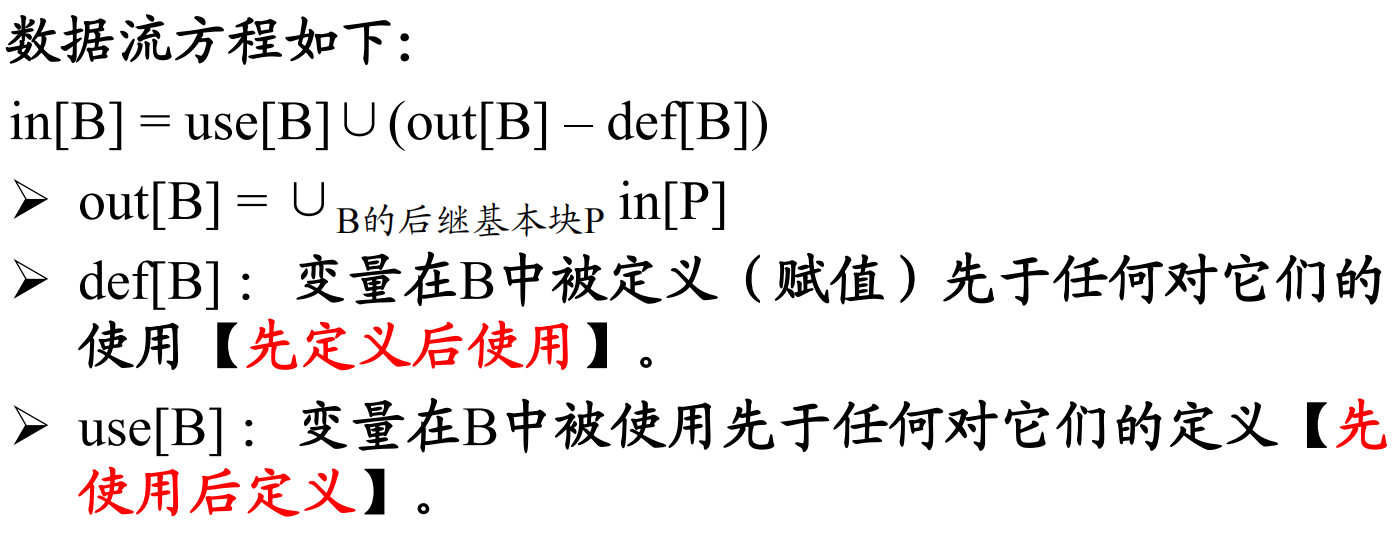 数据流方程如下:
in[B] = use[B]∪(out[B] – def[B])
➢ out[B] = ∪B的后继基本块P in[P]
➢ def[B]: 变量在B中被定义(赋值)先于任何对它们的
使用【先定义后使用】。
➢ use[B]: 变量在B中被使用先于任何对它们的定义【先
使用后定义】。